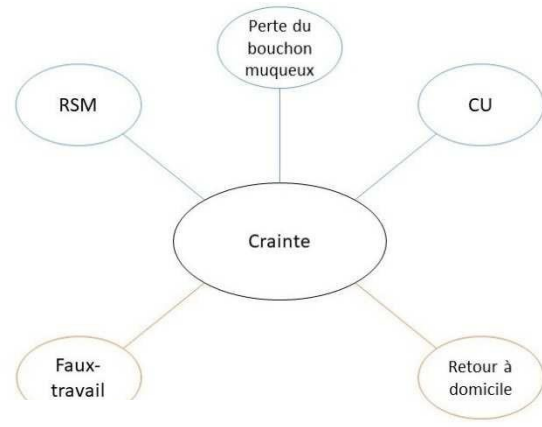 Perte du
bouchon
muqueux
RSM
CU
Crainte
Faux-
travail
Retour à
domicile